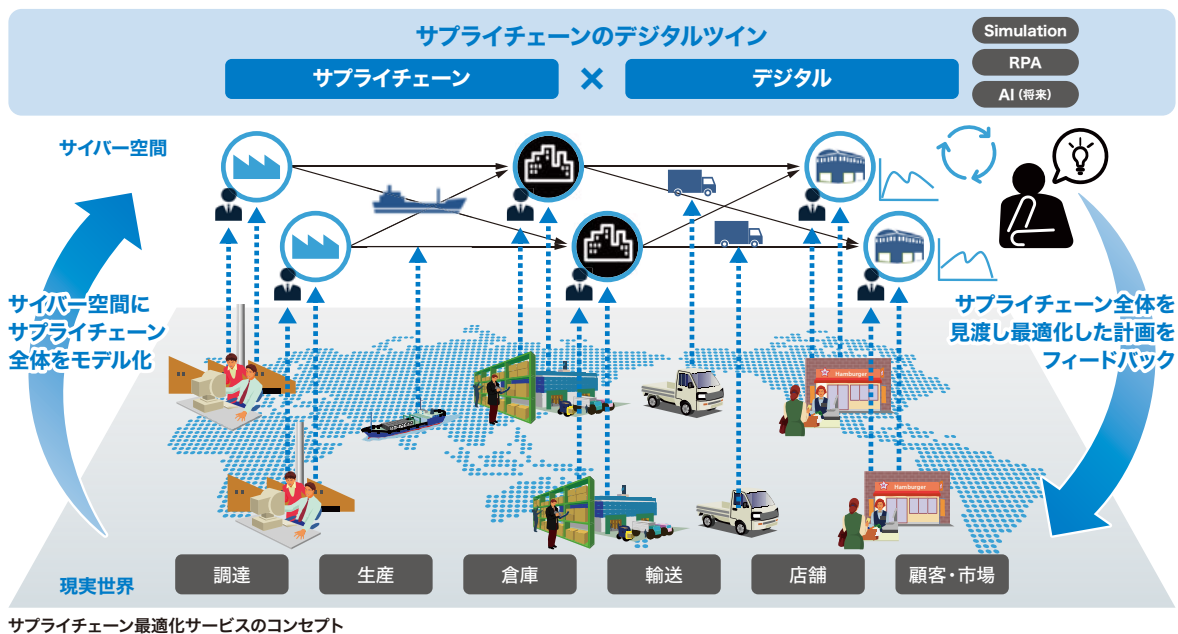 サプライチェーンのデジタルツイン
サプライチェーン
×
デジタル
Simulation
RPA
AI(将来)
サイバー空間
サイバー空間に
サプライチェーン
全体をモデル化
サプライチェーン全体を
見渡し最適化した計画を
フィードバック
Hamburger
Hamburger
現実世界
調達
生産
倉庫
輸送
店舗
顧客・市場
サプライチェーン最適化サービスのコンセプト